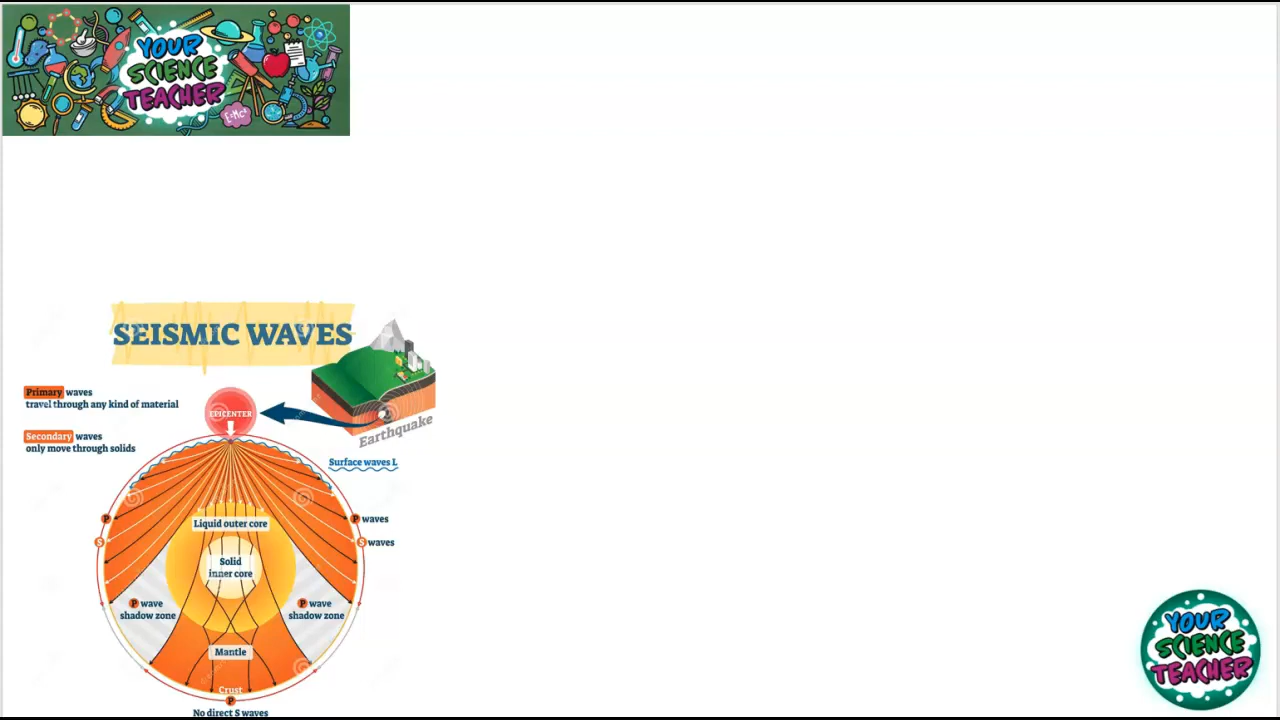 YOUR
SCIENCE
TEACHER
E=MC²
SEISMIC WAVES
Primary waves
travel through any kind of material
EPICENTER
Earthquake
Secondary waves
only move through solids
Surface waves L
P
P waves
Liquid outer core
S
S waves
Solid
inner core
P wave
shadow zone
P wave
shadow zone
Mantle
Crust
P
No direct S waves
YOUR
SCIENCE
TEACHER